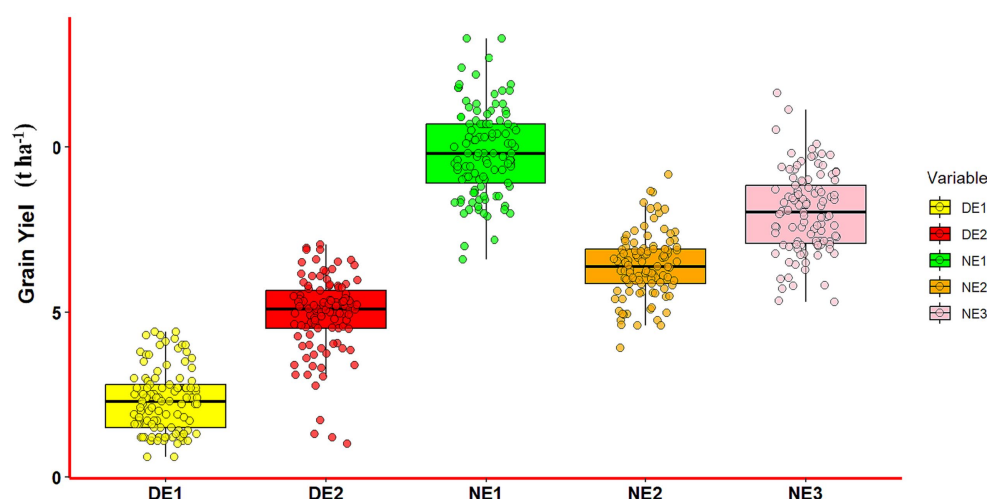 Grain Yiel (t ha-1)
0
5
0
DE1 DE2 NE1 NE2 NE3
Variable
DE1
DE2
NE1
NE2
NE3